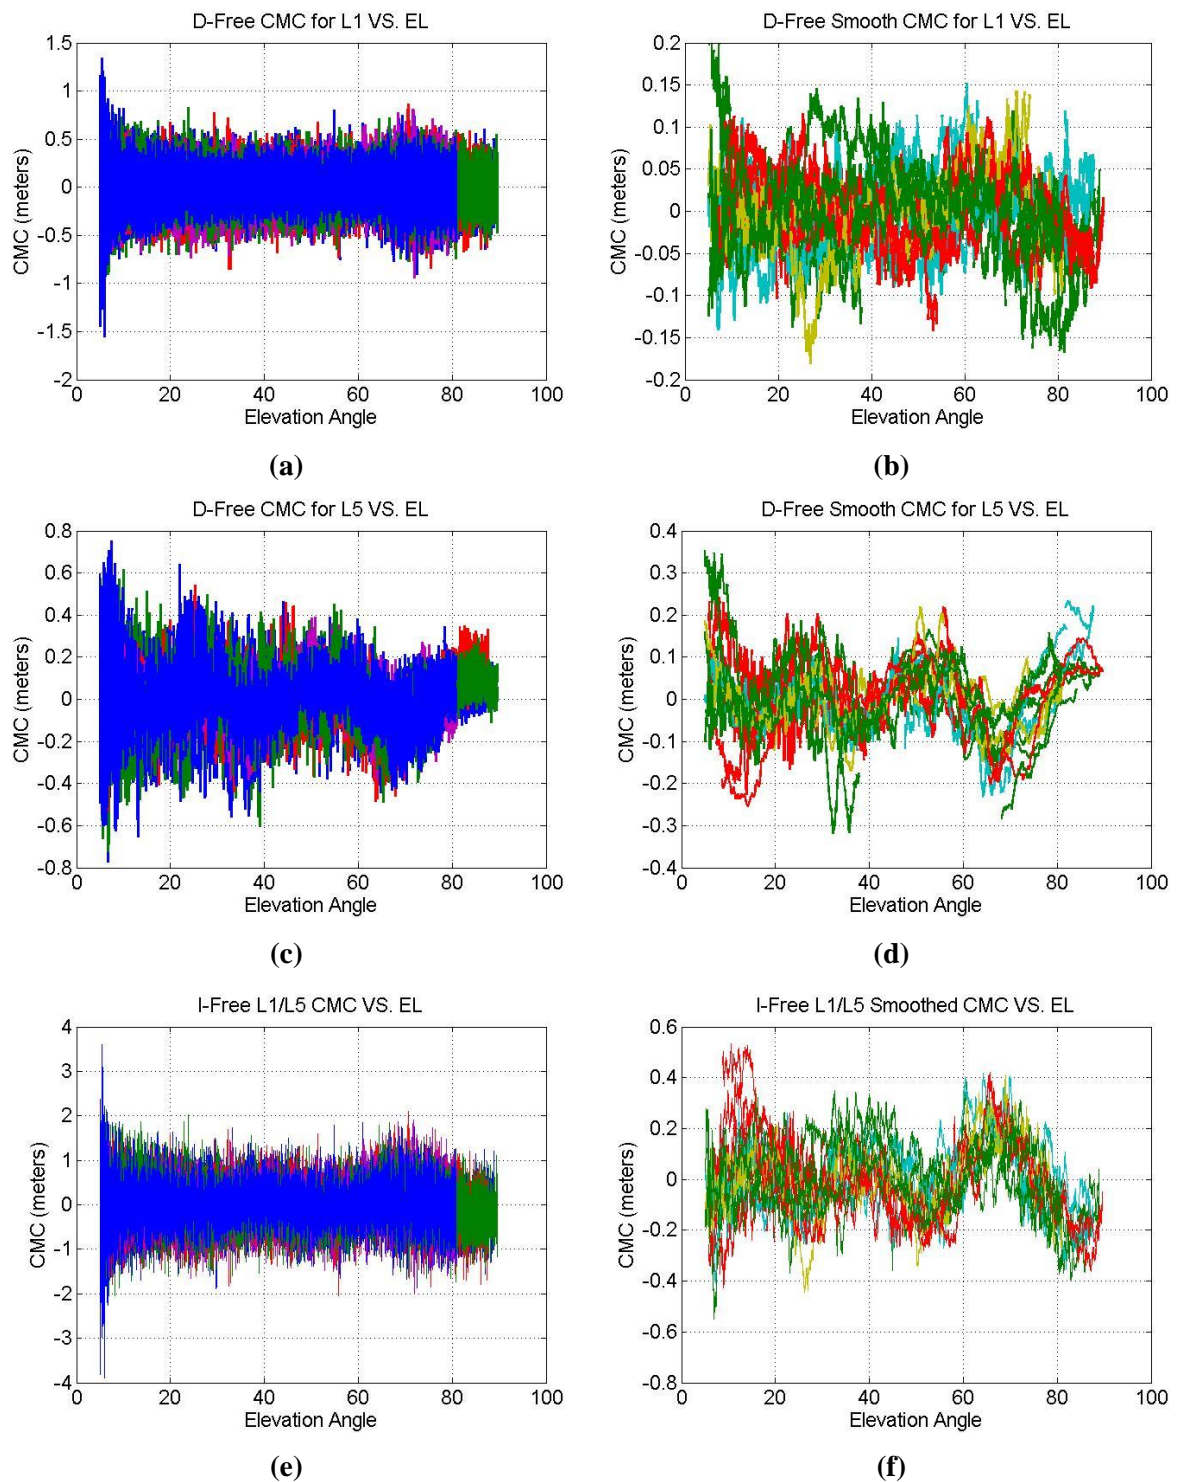 D-Free CMC for L1 VS. EL
1.5
1
0.5
0
-0.5
-1
-1.5
-2
CMC (meters)
0 20 40 60 80 100
Elevation Angle
(a)
D-Free Smooth CMC for L1 VS. EL
0.2
0.15
0.1
0.05
0
-0.05
-0.1
-0.15
-0.2
CMC (meters)
0 20 40 60 80 100
Elevation Angle
(b)
D-Free CMC for L5 VS. EL
0.8
0.6
0.4
0.2
0
-0.2
-0.4
-0.6
-0.8
CMC (meters)
0 20 40 60 80 100
Elevation Angle
(c)
D-Free Smooth CMC for L5 VS. EL
0.4
0.3
0.2
0.1
0
-0.1
-0.2
-0.3
-0.4
CMC (meters)
0 20 40 60 80 100
Elevation Angle
(d)
I-Free L1/L5 CMC VS. EL
4
3
2
1
0
-1
-2
-3
-4
CMC (meters)
0 20 40 60 80 100
Elevation Angle
(e)
I-Free L1/L5 Smoothed CMC VS. EL
0.6
0.4
0.2
0
-0.2
-0.4
-0.6
-0.8
CMC (meters)
0 20 40 60 80 100
Elevation Angle
(f)